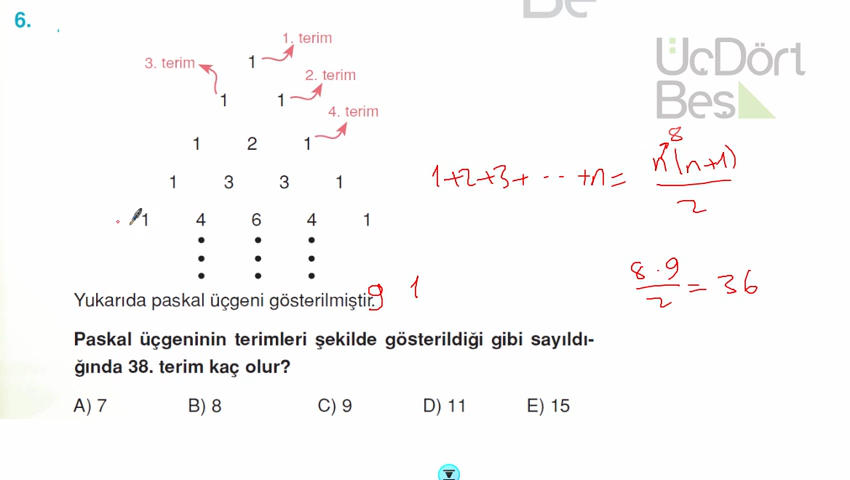 Be
6.
1. terim
ÜçDört
Bes
3. terim 1
2. terim
1 1
4. terim
1 2 1
1 3 3 1
1+2+3+ ... +n = n(n+1) / 2
8
1 4 6 4 1
8 . 9 / 2 = 36
Yukarıda paskal üçgeni gösterilmiştir.
9 1
Paskal üçgeninin terimleri şekilde gösterildiği gibi sayıldı-
ğında 38. terim kaç olur?
A) 7 B) 8 C) 9 D) 11 E) 15